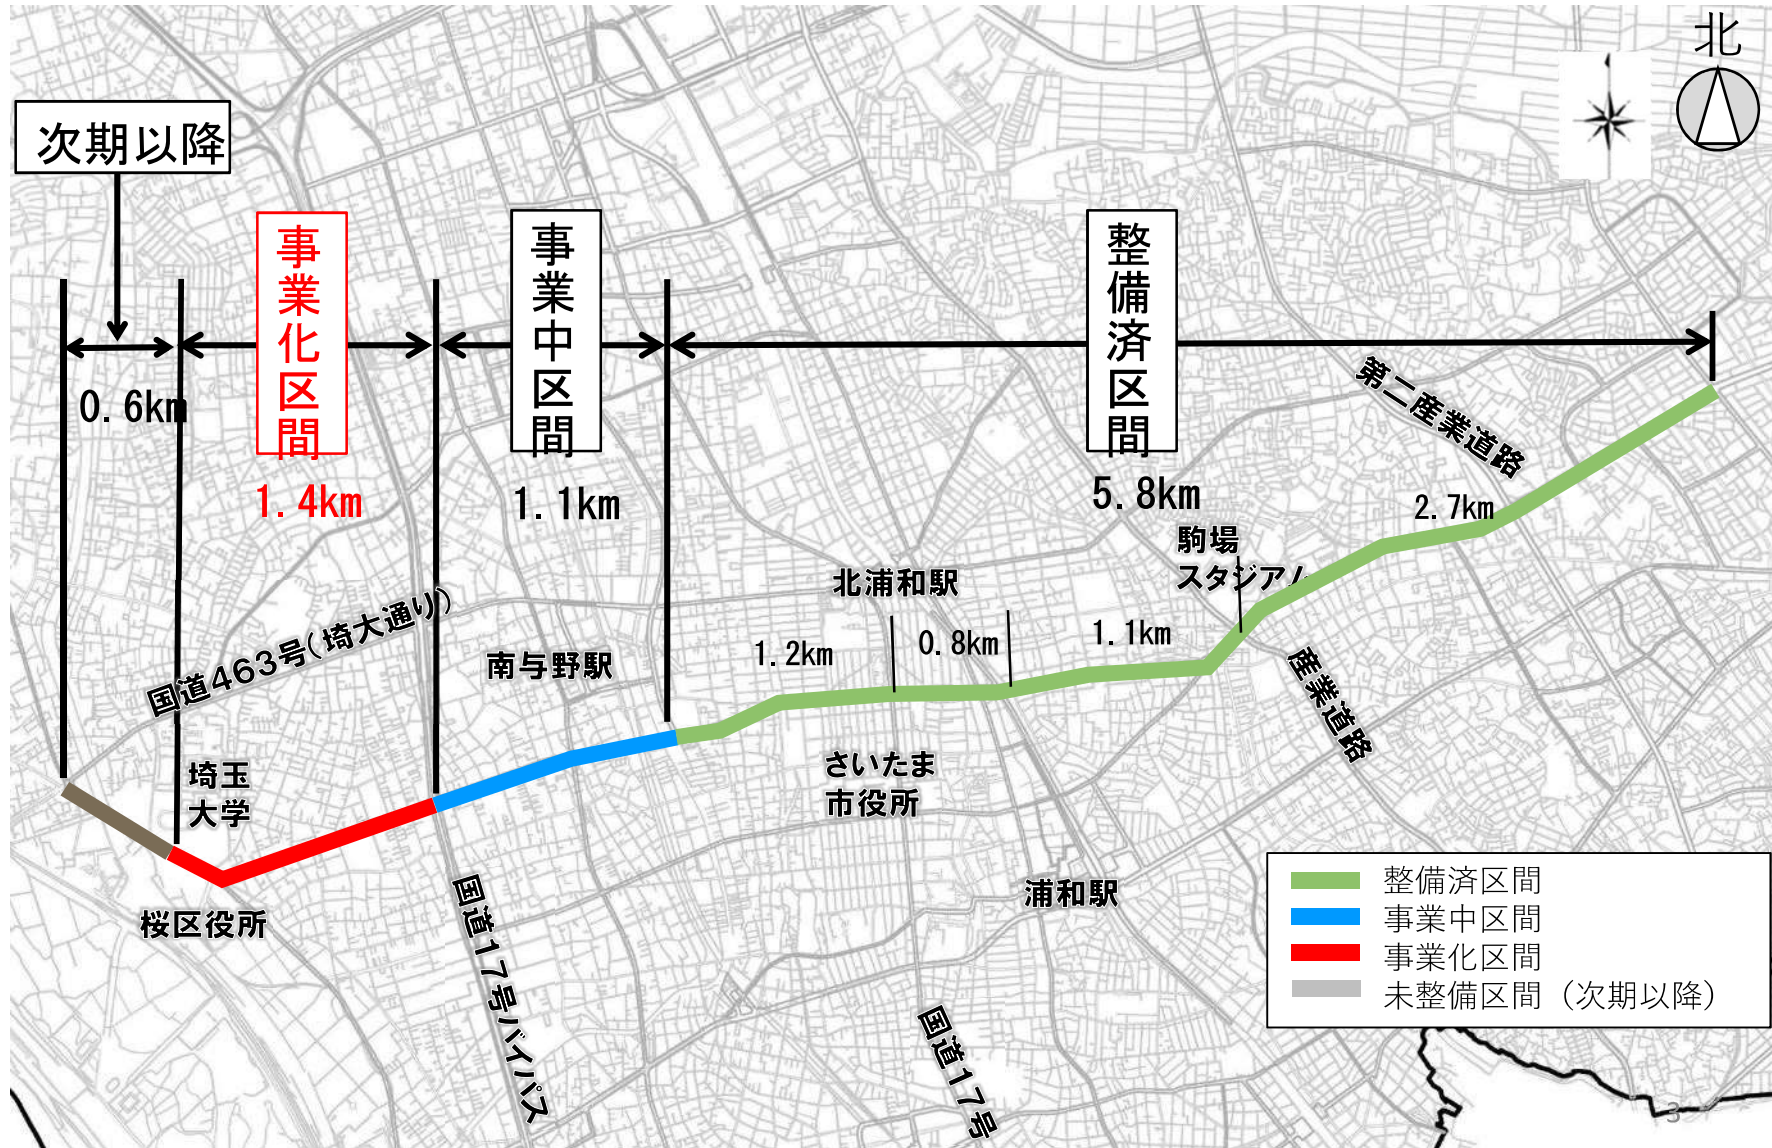 北
次期以降
事業化区間
事業中区間
整備済区間
0.6km
1.4km
1.1km
5.8km
第二産業道路
2.7km
駒場
スタジアム
北浦和駅
国道463号(埼大通り)
1.2km
0.8km
1.1km
南与野駅
産業道路
埼玉
大学
さいたま
市役所
桜区役所
浦和駅
国道17号バイパス
国道17号
整備済区間
事業中区間
事業化区間
未整備区間（次期以降）
3